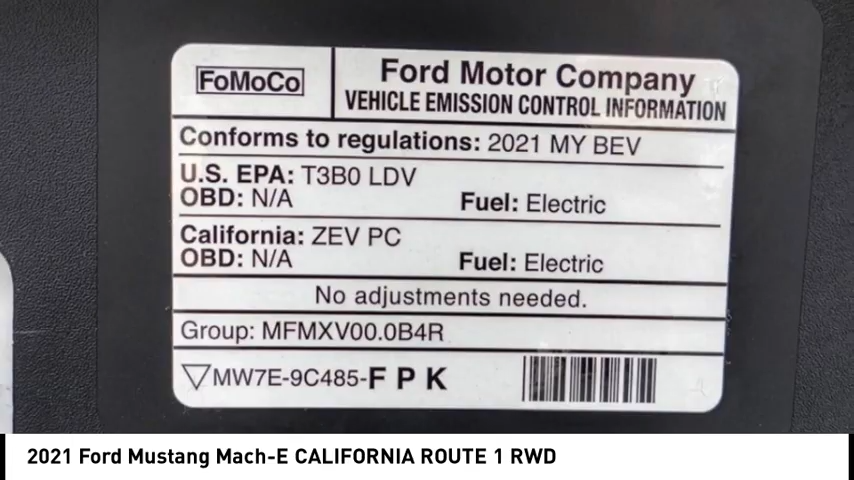 FoMoCo
Ford Motor Company
VEHICLE EMISSION CONTROL INFORMATION
Conforms to regulations: 2021 MY BEV
U.S. EPA: T3B0 LDV
OBD: N/A Fuel: Electric
California: ZEV PC
OBD: N/A Fuel: Electric
No adjustments needed.
Group: MFMXV00.0B4R
MW7E-9C485-F P K
2021 Ford Mustang Mach-E CALIFORNIA ROUTE 1 RWD